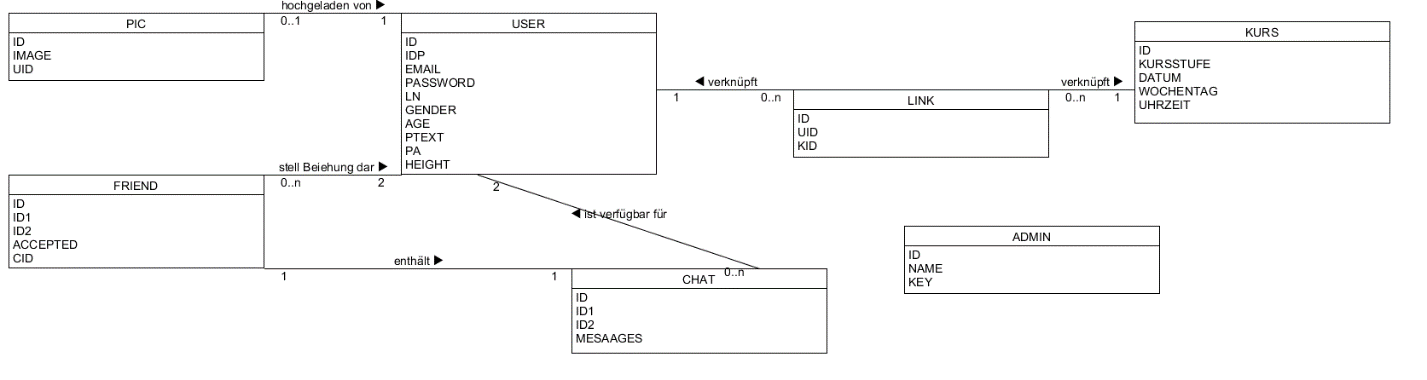 hochgeladen von ►
PIC
0..1
1
ID
IMAGE
UID
USER
ID
IDP
EMAIL
PASSWORD
LN
GENDER
AGE
PTEXT
PA
HEIGHT
◄ verknüpft
1
0..n
LINK
ID
UID
KID
verknüpft ►
0..n
1
KURS
ID
KURSSTUFE
DATUM
WOCHENTAG
UHRZEIT
stell Beiehung dar ►
0..n
2
FRIEND
ID
ID1
ID2
ACCEPTED
CID
2
◄ ist verfügbar für
0..n
enthält ►
1
1
CHAT
ID
ID1
ID2
MESAAGES
ADMIN
ID
NAME
KEY